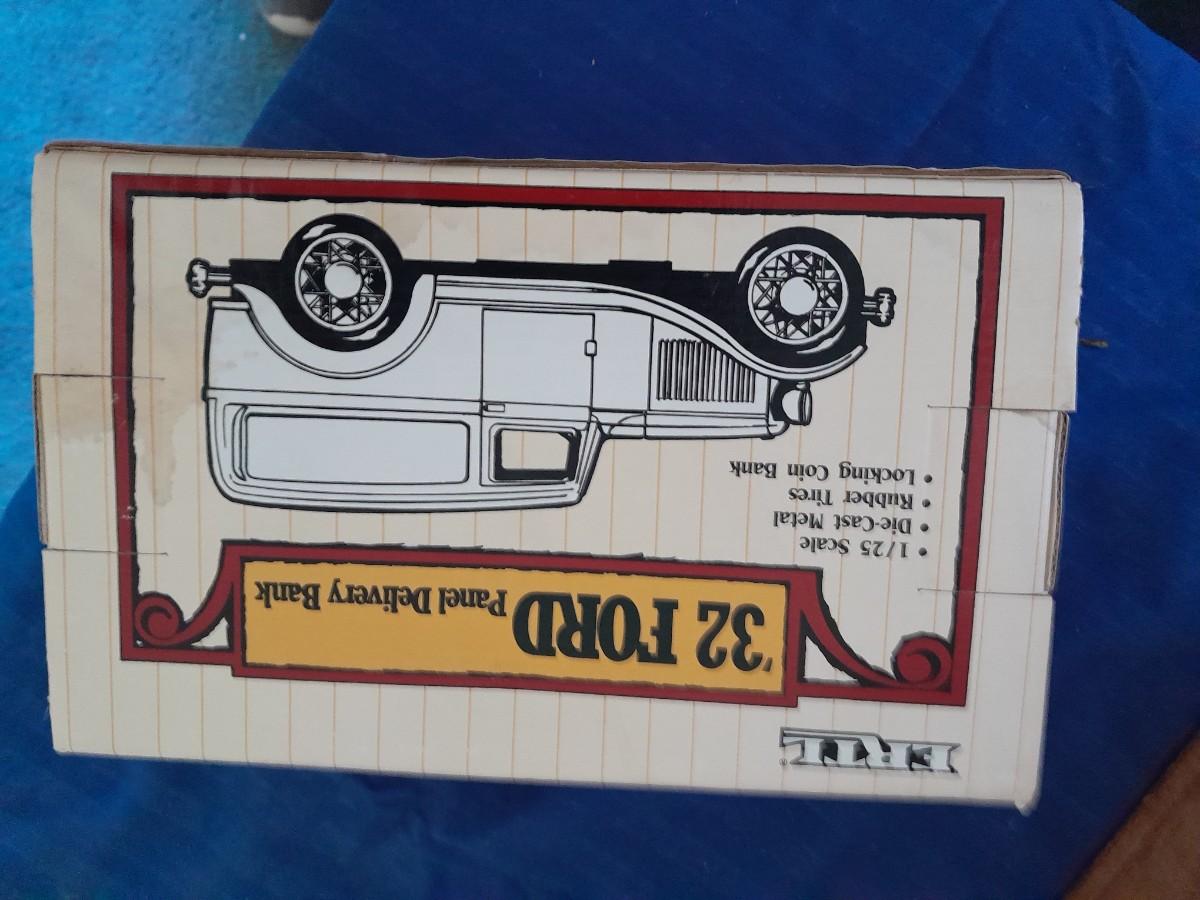 ERTL®
'32 FORD Panel Delivery Bank
• 1/25 Scale
• Die-Cast Metal
• Rubber Tires
• Locking Coin Bank